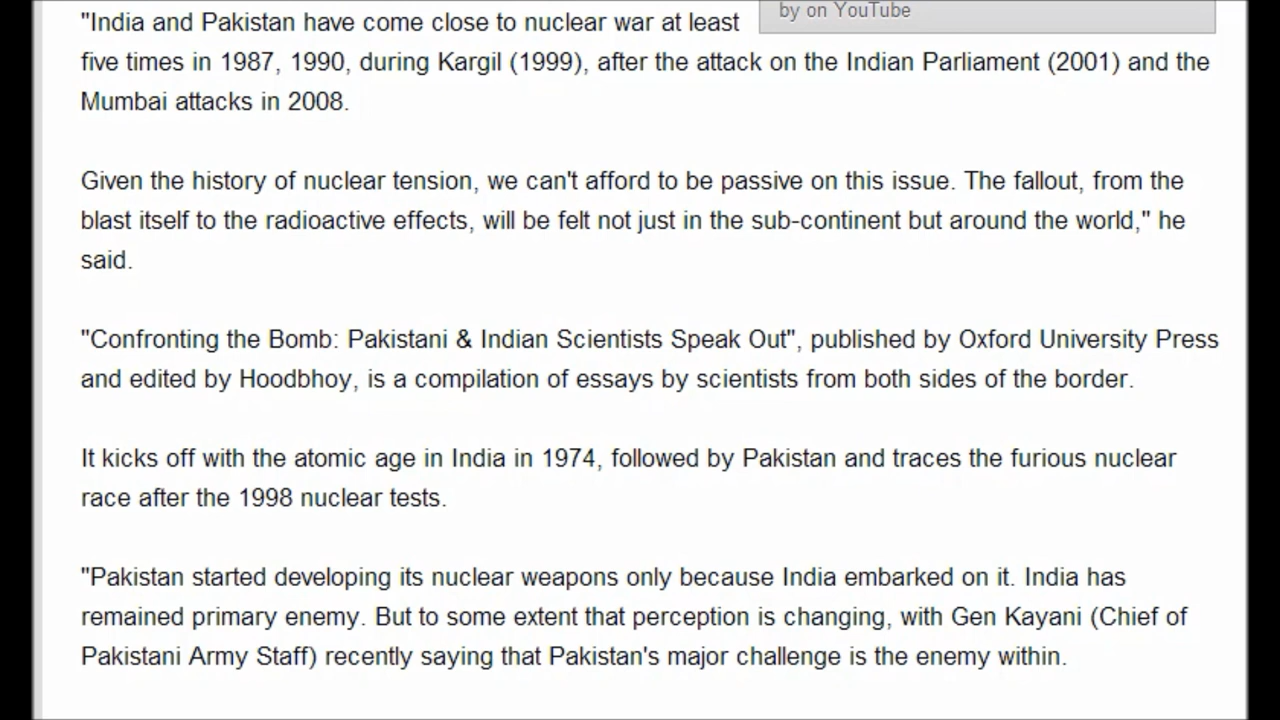 by on YouTube
"India and Pakistan have come close to nuclear war at least
five times in 1987, 1990, during Kargil (1999), after the attack on the Indian Parliament (2001) and the
Mumbai attacks in 2008.
Given the history of nuclear tension, we can't afford to be passive on this issue. The fallout, from the
blast itself to the radioactive effects, will be felt not just in the sub-continent but around the world," he
said.
"Confronting the Bomb: Pakistani & Indian Scientists Speak Out", published by Oxford University Press
and edited by Hoodbhoy, is a compilation of essays by scientists from both sides of the border.
It kicks off with the atomic age in India in 1974, followed by Pakistan and traces the furious nuclear
race after the 1998 nuclear tests.
"Pakistan started developing its nuclear weapons only because India embarked on it. India has
remained primary enemy. But to some extent that perception is changing, with Gen Kayani (Chief of
Pakistani Army Staff) recently saying that Pakistan's major challenge is the enemy within.